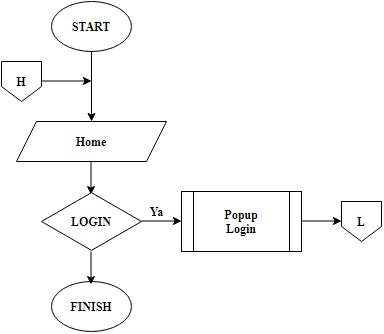 START
H
Home
LOGIN
Ya
Popup
Login
L
FINISH